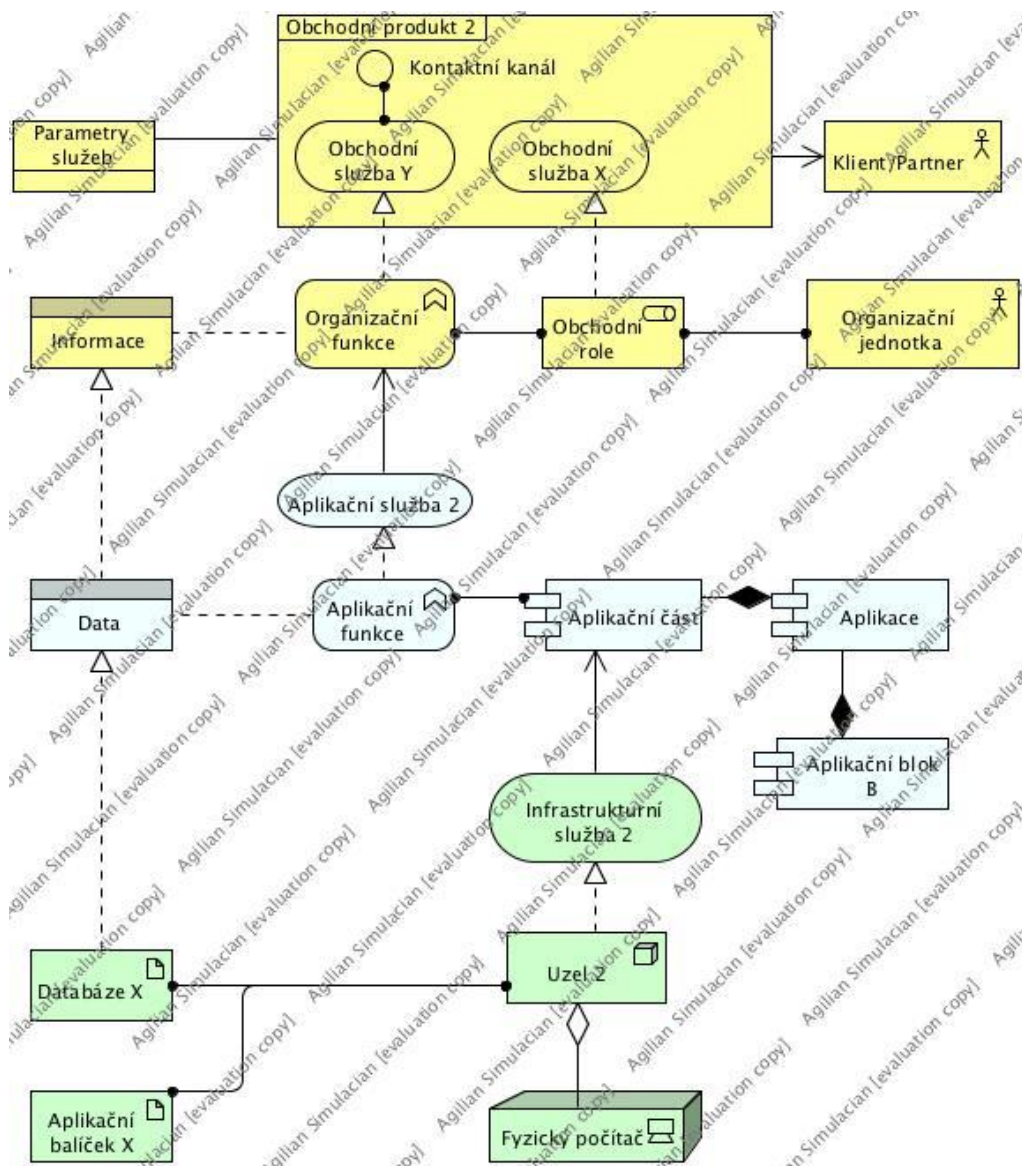 Obchodní produkt 2
Kontaktní kanál
Parametry
služeb
Obchodní
služba Y
Obchodní
služba X
Klient/Partner
Informace
Organizační
funkce
Obchodní
role
Organizační
jednotka
Aplikační služba 2
Data
Aplikační
funkce
Aplikační část
Aplikace
Aplikační blok
B
Infrastrukturní
služba 2
Databáze X
Uzel 2
Aplikační
balíček X
Fyzický počítač
Agilian Simulacian [evaluation copy]